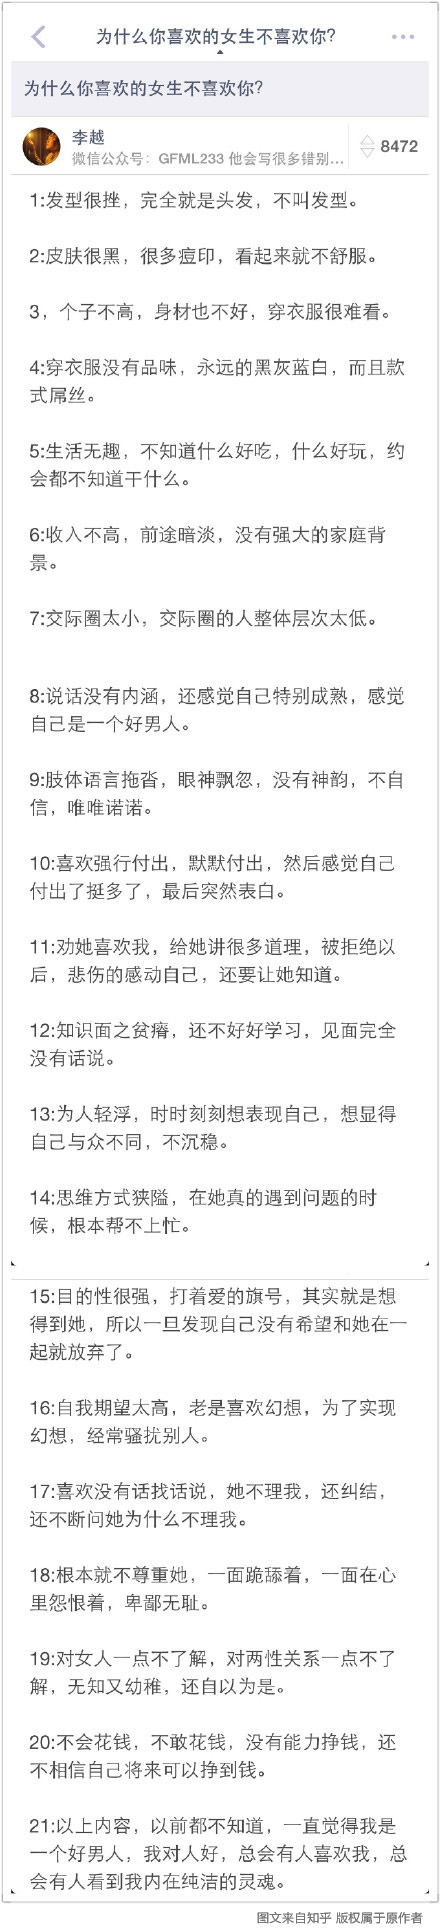 为什么你喜欢的女生不喜欢你?
为什么你喜欢的女生不喜欢你?
李越
微信公众号：GFML233 他会写很多错别...
8472
1:发型很挫，完全就是头发，不叫发型。
2:皮肤很黑，很多痘印，看起来就不舒服。
3，个子不高，身材也不好，穿衣服很难看。
4:穿衣服没有品味，永远的黑灰蓝白，而且款
式屌丝。
5:生活无趣，不知道什么好吃，什么好玩，约
会都不知道干什么。
6:收入不高，前途暗淡，没有强大的家庭背
景。
7:交际圈太小，交际圈的人整体层次太低。
8:说话没有内涵，还感觉自己特别成熟，感觉
自己是一个好男人。
9:肢体语言拖沓，眼神飘忽，没有神韵，不自
信，唯唯诺诺。
10:喜欢强行付出，默默付出，然后感觉自己
付出了挺多了，最后突然表白。
11:劝她喜欢我，给她讲很多道理，被拒绝以
后，悲伤的感动自己，还要让她知道。
12:知识面之贫瘠，还不好好学习，见面完全
没有话说。
13:为人轻浮，时时刻刻想表现自己，想显得
自己与众不同，不沉稳。
14:思维方式狭隘，在她真的遇到问题的时
候，根本帮不上忙。
15:目的性很强，打着爱的旗号，其实就是想
得到她，所以一旦发现自己没有希望和她在一
起就放弃了。
16:自我期望太高，老是喜欢幻想，为了实现
幻想，经常骚扰别人。
17:喜欢没有话找话说，她不理我，还纠结，
还不断问她为什么不理我。
18:根本就不尊重她，一面跪舔着，一面在心
里怨恨着，卑鄙无耻。
19:对女人一点不了解，对两性关系一点不了
解，无知又幼稚，还自以为是。
20:不会花钱，不敢花钱，没有能力挣钱，还
不相信自己将来可以挣到钱。
21:以上内容，以前都不知道，一直觉得我是
一个好男人，我对人好，总会有人喜欢我，总
会有人看到我内在纯洁的灵魂。
图文来自知乎 版权属于原作者